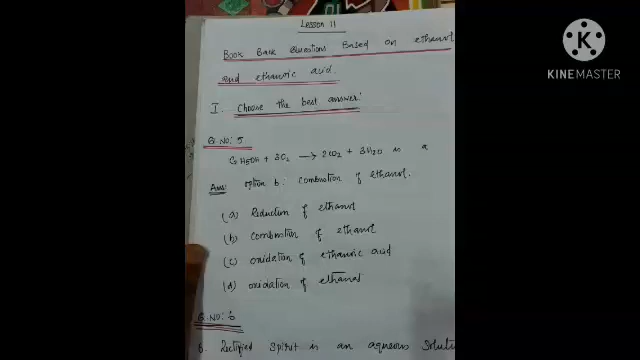 Lesson 11
Book Back Questions Based on ethanol
and ethanoic acid.
I. Choose the best answer:
Q.NO: 5
C2H5OH + 3O2 → 2CO2 + 3H2O is a
Ans: option b: Combustion of ethanol.
(a) Reduction of ethanol
(b) combustion of ethanol
(c) oxidation of ethanoic acid
(d) oxidation of ethanol
Q.NO: 6
6. Rectified spirit is an aqueous solut
K
KINEMASTER